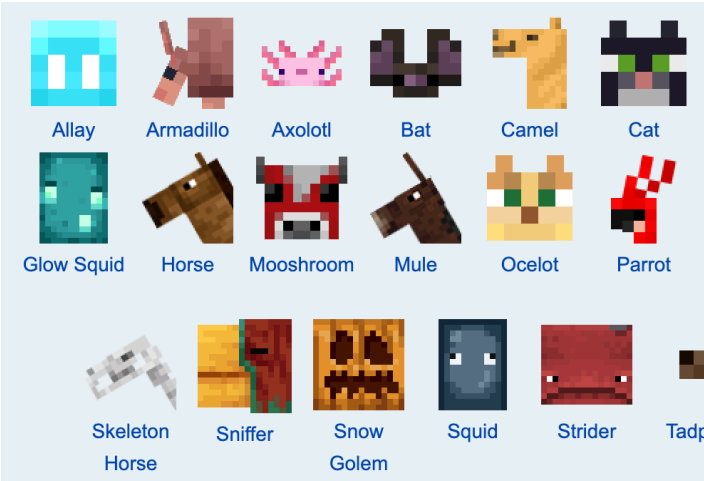 Allay Armadillo Axolotl Bat Camel Cat
Glow Squid Horse Mooshroom Mule Ocelot Parrot
Skeleton Horse Sniffer Snow Golem Squid Strider Tadp